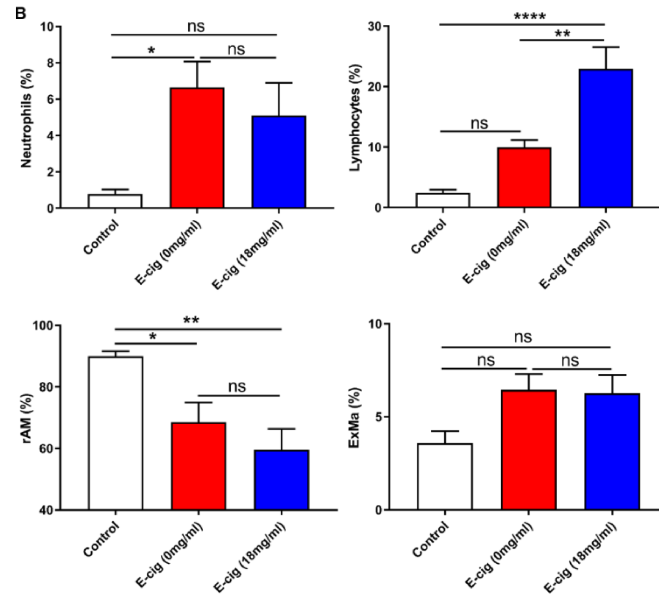 B
Neutrophils (%)
10
8
6
4
2
0
ns
*
ns
Control
E-cig (0mg/ml)
E-cig (18mg/ml)
Lymphocytes (%)
30
20
10
0
****
**
ns
Control
E-cig (0mg/ml)
E-cig (18mg/ml)
rAM (%)
100
80
60
40
**
*
ns
Control
E-cig (0mg/ml)
E-cig (18mg/ml)
ExMa (%)
10
5
0
ns
ns
ns
Control
E-cig (0mg/ml)
E-cig (18mg/ml)